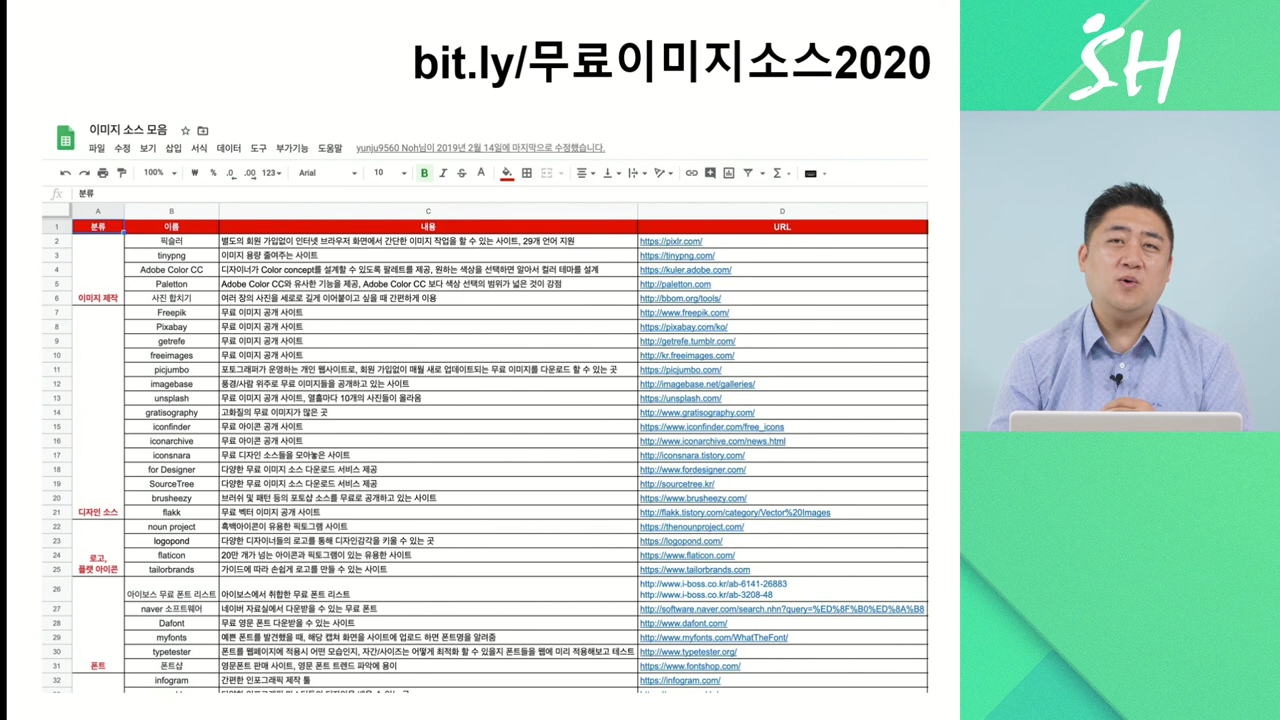 bit.ly/무료이미지소스2020
SH
이미지 소스 모음
파일 수정 보기 삽입 서식 데이터 도구 부가기능 도움말 yunju9560 Noh님이 2019년 2월 14일에 마지막으로 수정했습니다.
100% ₩ % .0 .00 123 Arial 10 B I S A
fx 분류
A B C D
1 분류 이름 내용 URL
2 픽슬러 별도의 회원 가입없이 인터넷 브라우저 화면에서 간단한 이미지 작업을 할 수 있는 사이트, 29개 언어 지원 https://pixlr.com/
3 tinypng 이미지 용량 줄여주는 사이트 https://tinypng.com/
4 Adobe Color CC 디자이너가 Color concept를 설계할 수 있도록 팔레트를 제공, 원하는 색상을 선택하면 알아서 컬러 테마를 설계 https://kuler.adobe.com/
5 Paletton Adobe Color CC와 유사한 기능을 제공, Adobe Color CC 보다 색상 선택의 범위가 넓은 것이 강점 http://paletton.com
6 이미지 제작 사진 합치기 여러 장의 사진을 세로로 길게 이어붙이고 싶을 때 간편하게 이용 http://bbom.org/tools/
7 Freepik 무료 이미지 공개 사이트 http://www.freepik.com/
8 Pixabay 무료 이미지 공개 사이트 https://pixabay.com/ko/
9 getrefe 무료 이미지 공개 사이트 http://getrefe.tumblr.com/
10 freeimages 무료 이미지 공개 사이트 http://kr.freeimages.com/
11 picjumbo 포토그래퍼가 운영하는 개인 웹사이트로, 회원 가입없이 매월 새로 업데이트되는 무료 이미지를 다운로드 할 수 있는 곳 https://picjumbo.com/
12 imagebase 풍경/사람 위주로 무료 이미지들을 공개하고 있는 사이트 http://imagebase.net/galleries/
13 unsplash 무료 이미지 공개 사이트, 열흘마다 10개의 사진들이 올라옴 https://unsplash.com/
14 gratisography 고화질의 무료 이미지가 많은 곳 http://www.gratisography.com/
15 iconfinder 무료 아이콘 공개 사이트 https://www.iconfinder.com/free_icons
16 iconarchive 무료 아이콘 공개 사이트 http://www.iconarchive.com/news.html
17 iconsnara 무료 디자인 소스들을 모아놓은 사이트 http://iconsnara.tistory.com/
18 for Designer 다양한 무료 이미지 소스 다운로드 서비스 제공 http://www.fordesigner.com/
19 SourceTree 다양한 무료 이미지 소스 다운로드 서비스 제공 http://sourcetree.kr/
20 brusheezy 브러쉬 및 패턴 등의 포토샵 소스를 무료로 공개하고 있는 사이트 https://www.brusheezy.com/
21 디자인 소스 flakk 무료 벡터 이미지 공개 사이트 http://flakk.tistory.com/category/Vector%20Images
22 noun project 흑백아이콘이 유용한 픽토그램 사이트 https://thenounproject.com/
23 logopond 다양한 디자이너들의 로고를 통해 디자인감각을 키울 수 있는 곳 https://logopond.com/
24 로고, flaticon 20만 개가 넘는 아이콘과 픽토그램이 있는 유용한 사이트 https://www.flaticon.com/
25 플랫 아이콘 tailorbrands 가이드에 따라 손쉽게 로고를 만들 수 있는 사이트 https://www.tailorbrands.com
26 아이보스 무료 폰트 리스트 아이보스에서 취합한 무료 폰트 리스트 http://www.i-boss.co.kr/ab-6141-26883
http://www.i-boss.co.kr/ab-3208-48
27 naver 소프트웨어 네이버 자료실에서 다운받을 수 있는 무료 폰트 http://software.naver.com/search.nhn?query=%ED%8F%B0%ED%8A%B8
28 Dafont 무료 영문 폰트 다운받을 수 있는 사이트 http://www.dafont.com/
29 myfonts 예쁜 폰트를 발견했을 때, 해당 캡쳐 화면을 사이트에 업로드 하면 폰트명을 알려줌 http://www.myfonts.com/WhatTheFont/
30 typetester 폰트를 웹페이지에 적용시 어떤 모습인지, 자간/사이즈는 어떻게 최적화 할 수 있을지 폰트들을 웹에 미리 적용해보고 테스트 http://www.typetester.org/
31 폰트 폰트샵 영문폰트 판매 사이트, 영문 폰트 트렌드 파악에 용이 https://www.fontshop.com/
32 infogram 간편한 인포그래픽 제작 툴 https://infogram.com/